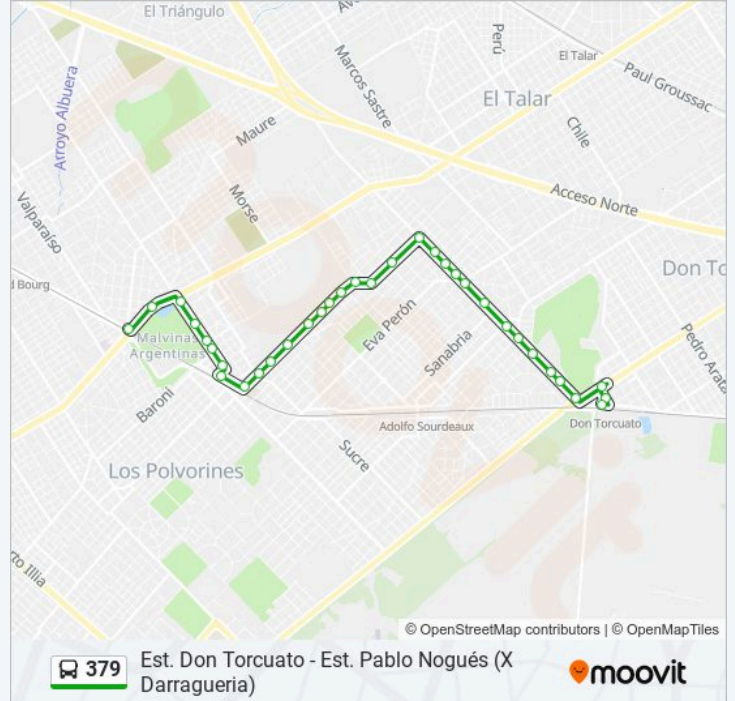 El Triángulo
Av
Perú
El Talar
Marcos Sastre
Paul Groussac
Arroyo Albuera
El Talar
Maure
Chile
Morse
Acceso Norte
Valparaíso
Don To
d Bourg
Eva Perón
Pedro Arata
Malvinas
Argentinas
Sanabria
Baroni
Adolfo Sourdeaux
Don Torcuato
Sucre
Los Polvorines
rto Illia
© OpenStreetMap contributors | © OpenMapTiles
379
Est. Don Torcuato - Est. Pablo Nogués (X
Darragueria)
moovit